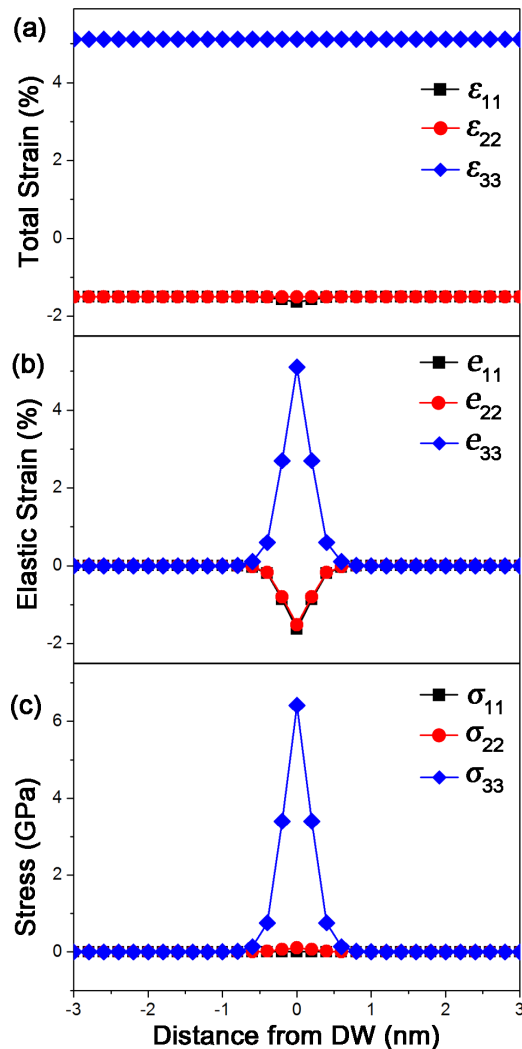 (a)
Total Strain (%)
4
2
0
-2
ε11
ε22
ε33
(b)
Elastic Strain (%)
4
2
0
-2
e11
e22
e33
(c)
Stress (GPa)
6
4
2
0
σ11
σ22
σ33
-3 -2 -1 0 1 2 3
Distance from DW (nm)